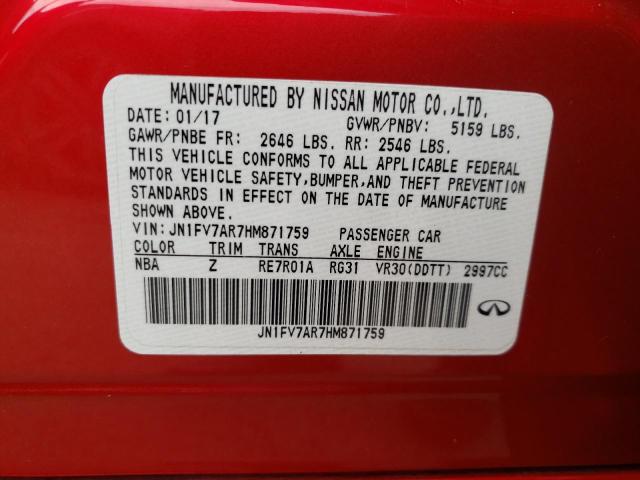 MANUFACTURED BY NISSAN MOTOR CO.,LTD.
DATE: 01/17 GVWR/PNBV: 5159 LBS.
GAWR/PNBE FR: 2646 LBS. RR: 2546 LBS.
THIS VEHICLE CONFORMS TO ALL APPLICABLE FEDERAL
MOTOR VEHICLE SAFETY,BUMPER,AND THEFT PREVENTION
STANDARDS IN EFFECT ON THE DATE OF MANUFACTURE
SHOWN ABOVE.
VIN:JN1FV7AR7HM871759 PASSENGER CAR
COLOR TRIM TRANS AXLE ENGINE
NBA Z RE7R01A RG31 VR30(DDTT) 2997CC
JN1FV7AR7HM871759